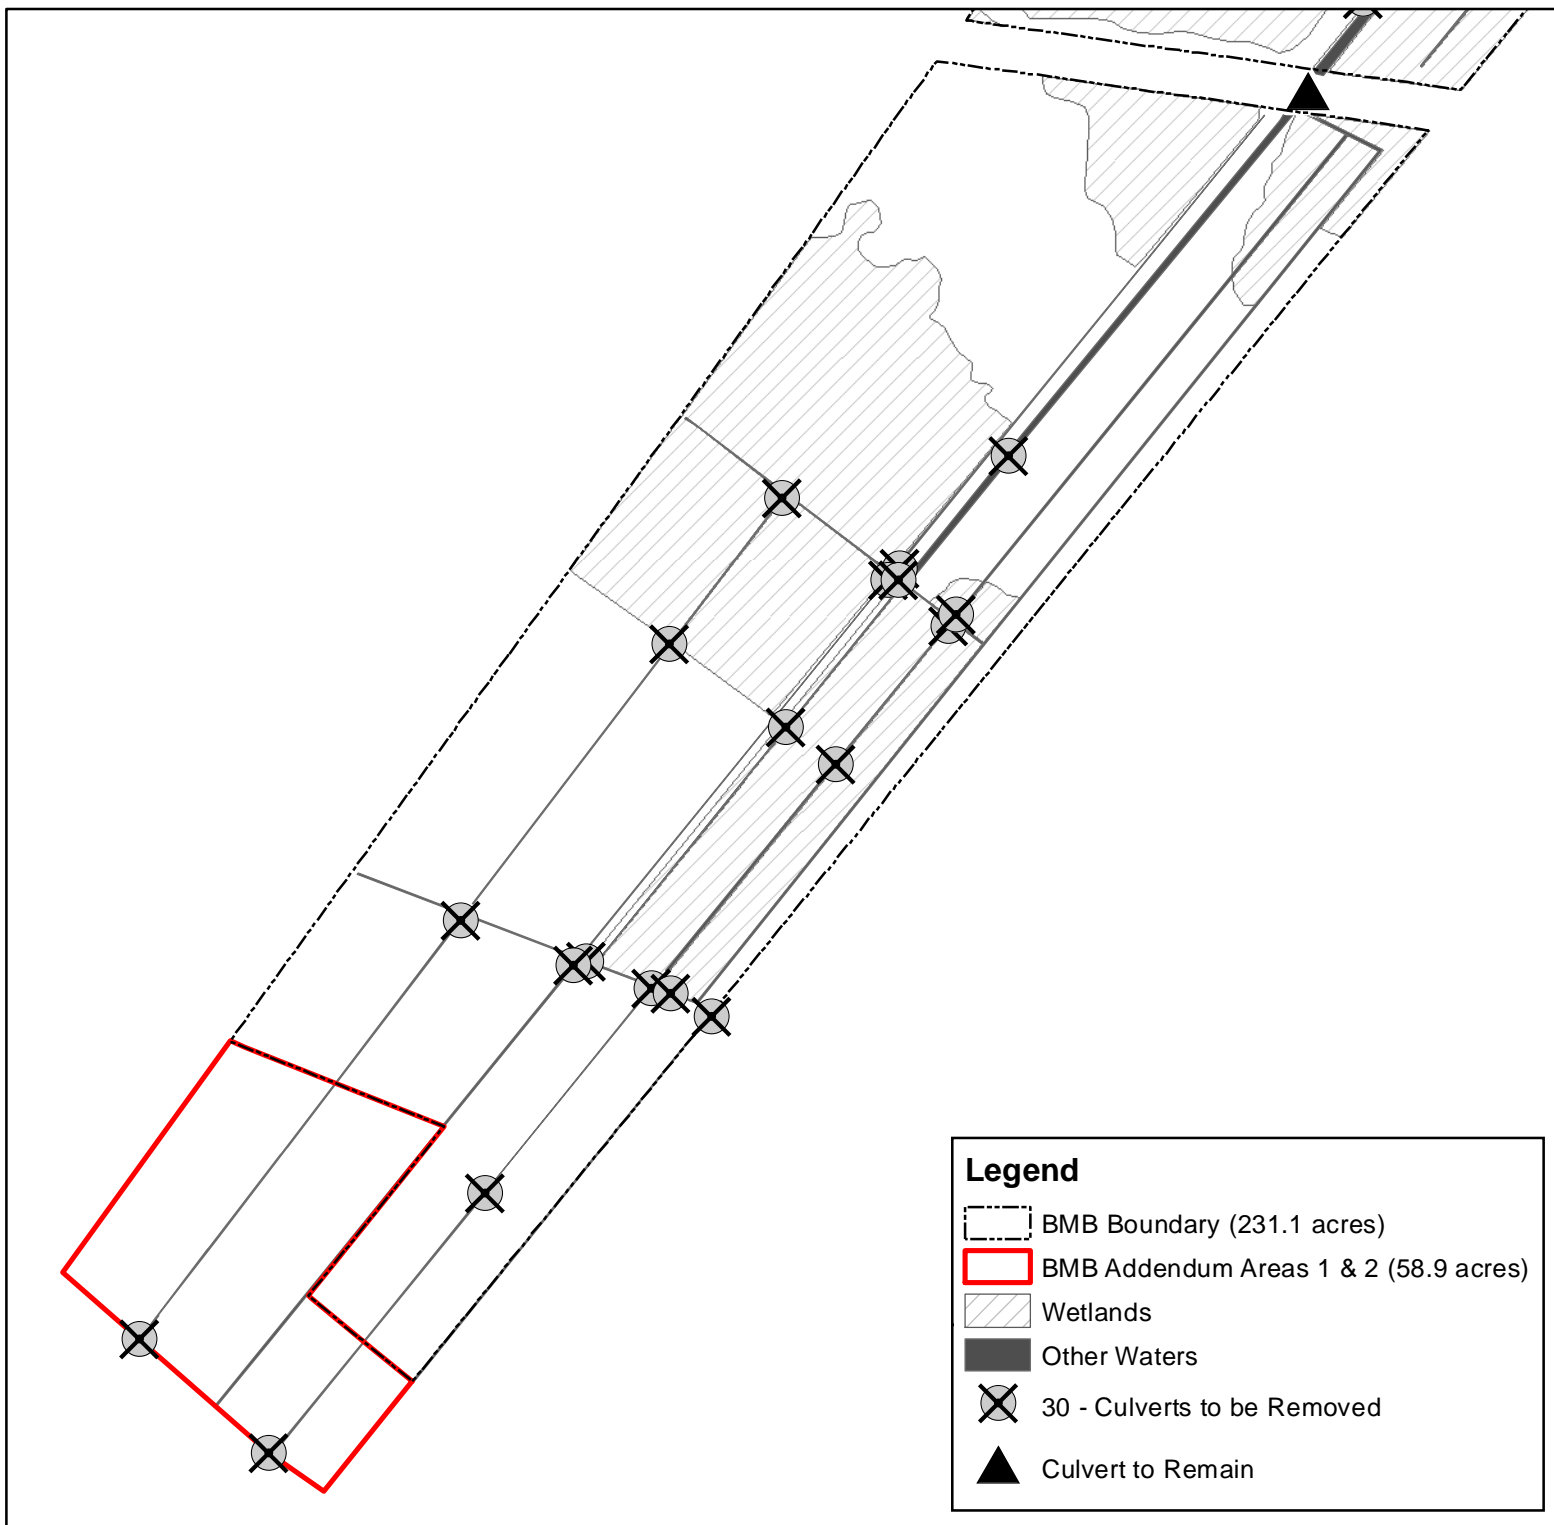 Legend
BMB Boundary (231.1 acres)
BMB Addendum Areas 1 & 2 (58.9 acres)
Wetlands
Other Waters
30 - Culverts to be Removed
Culvert to Remain